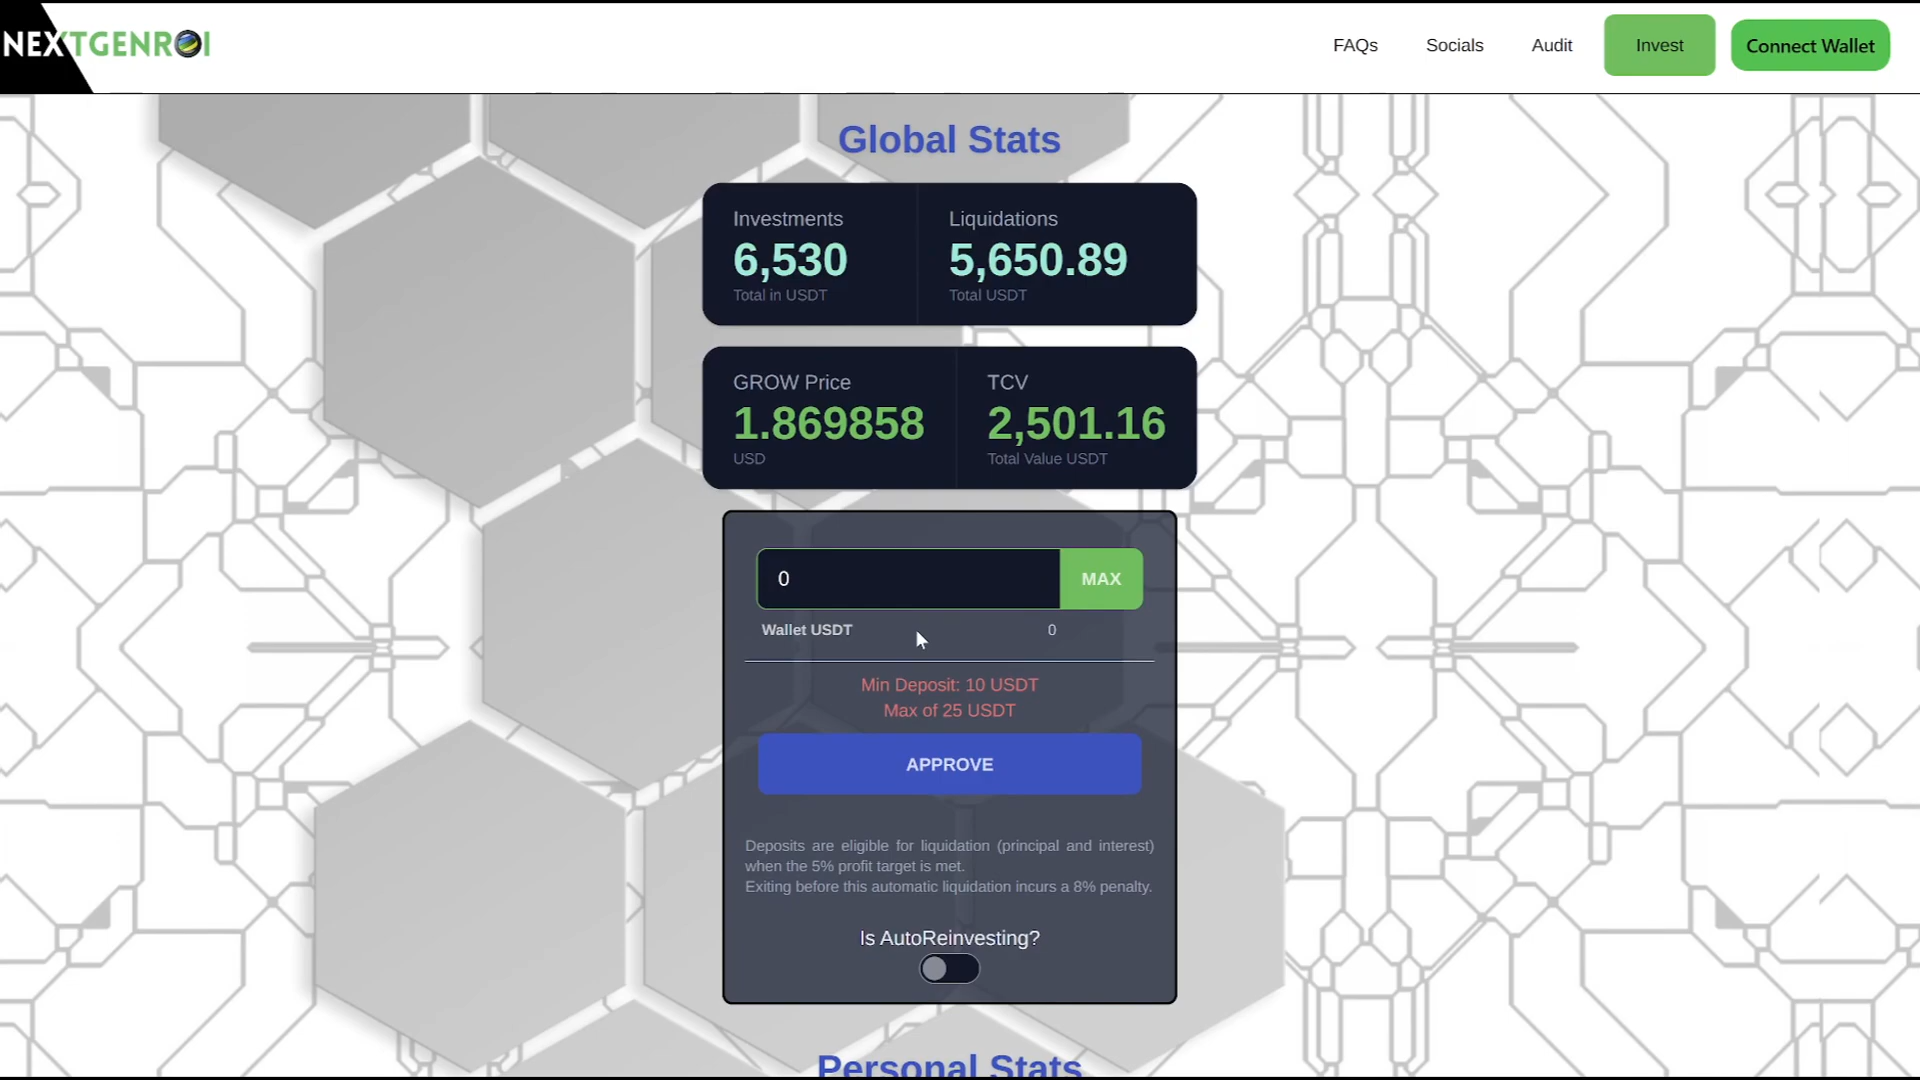 NEXTGENROI
FAQs
Socials
Audit
Invest
Connect Wallet
Global Stats
Investments
6,530
Total in USDT
Liquidations
5,650.89
Total USDT
GROW Price
1.869858
USD
TCV
2,501.16
Total Value USDT
0
MAX
Wallet USDT
0
Min Deposit: 10 USDT
Max of 25 USDT
APPROVE
Deposits are eligible for liquidation (principal and interest)
when the 5% profit target is met.
Exiting before this automatic liquidation incurs a 8% penalty.
Is AutoReinvesting?
Personal Stats